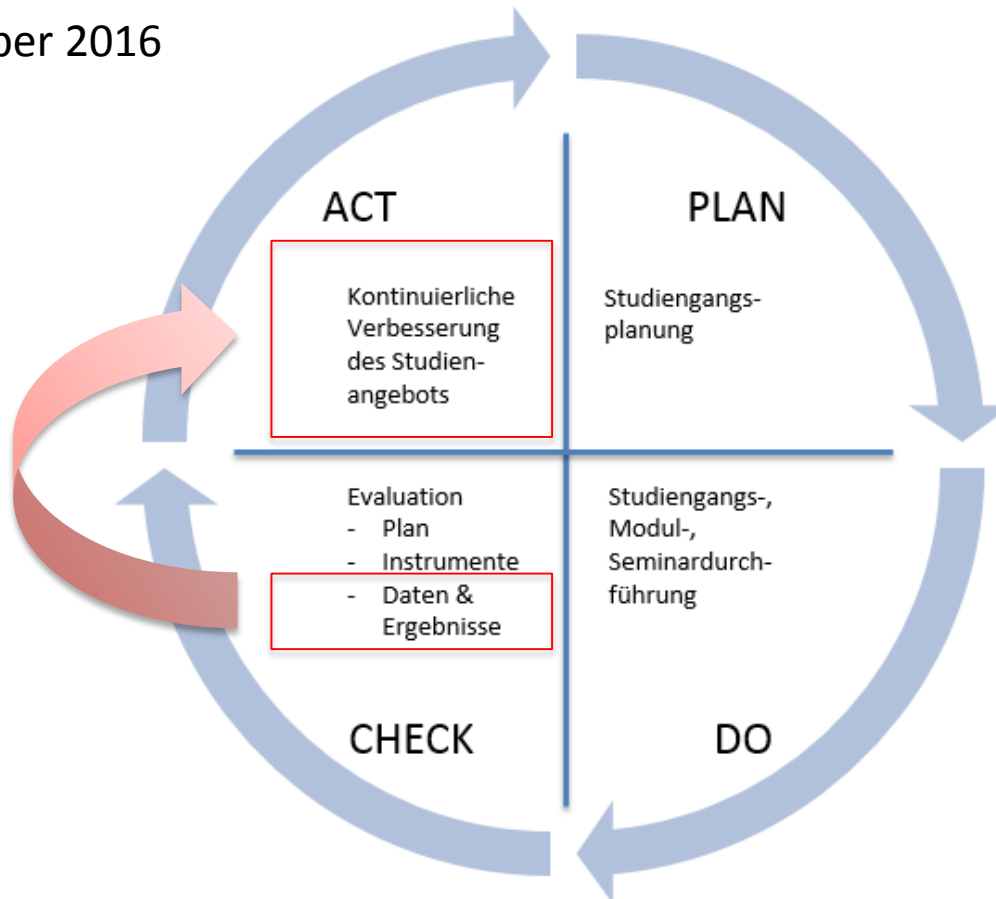 ber 2016
ACT
Kontinuierliche
Verbesserung
des Studien-
angebots
PLAN
Studiengangs-
planung
Evaluation
- Plan
- Instrumente
- Daten &
Ergebnisse
CHECK
Studiengangs-,
Modul-,
Seminardurch-
führung
DO